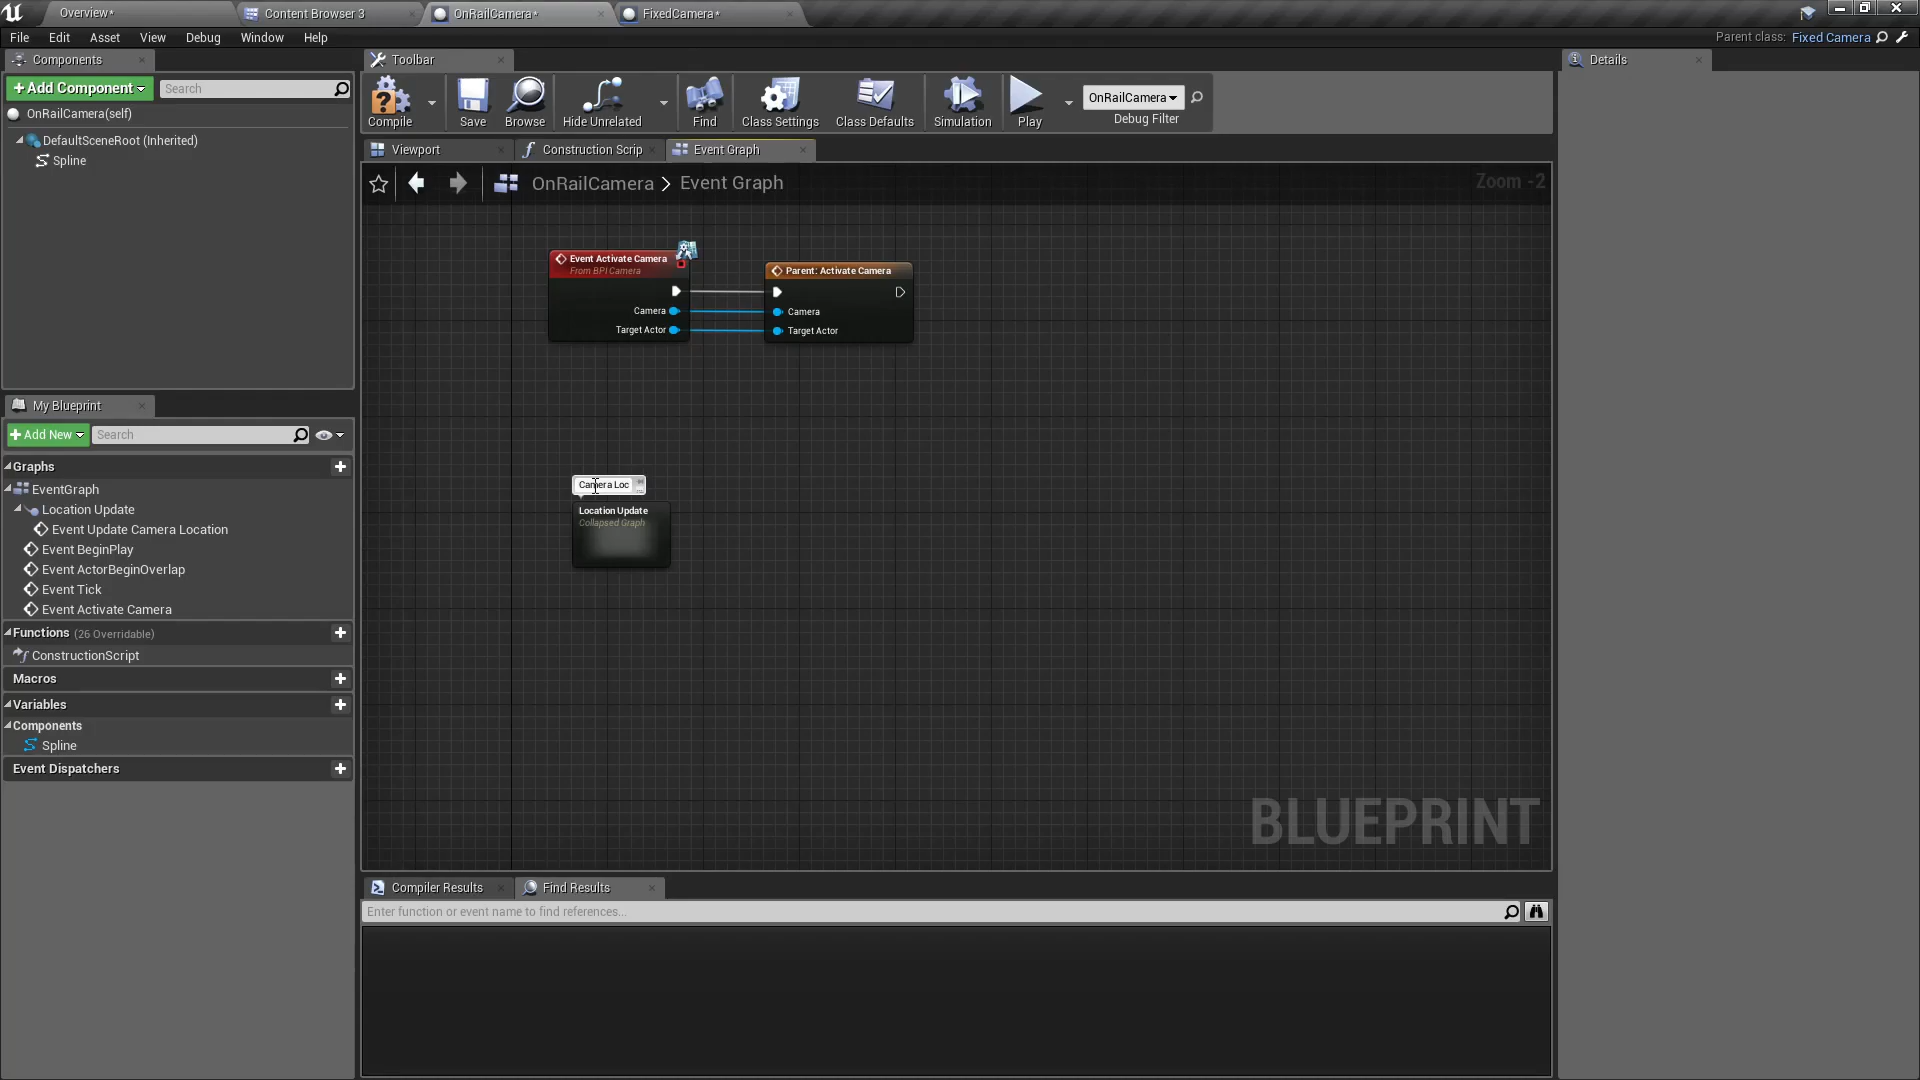 Overview*
Content Browser 3
OnRailCamera*
FixedCamera*
File
Edit
Asset
View
Debug
Window
Help
Parent class: Fixed Camera
Components
Toolbar
Details
+ Add Component
Search
OnRailCamera(self)
DefaultSceneRoot (Inherited)
Spline
Compile
Save
Browse
Hide Unrelated
Find
Class Settings
Class Defaults
Simulation
Play
OnRailCamera
Debug Filter
Viewport
Construction Scrip
Event Graph
OnRailCamera > Event Graph
Zoom -2
Event Activate Camera
From BPI Camera
Camera
Target Actor
Parent: Activate Camera
Camera
Target Actor
Camera Loc
Location Update
Collapsed Graph
BLUEPRINT
My Blueprint
+ Add New
Search
Graphs
EventGraph
Location Update
Event Update Camera Location
Event BeginPlay
Event ActorBeginOverlap
Event Tick
Event Activate Camera
Functions (26 Overridable)
ConstructionScript
Macros
Variables
Components
Spline
Event Dispatchers
Compiler Results
Find Results
Enter function or event name to find references...